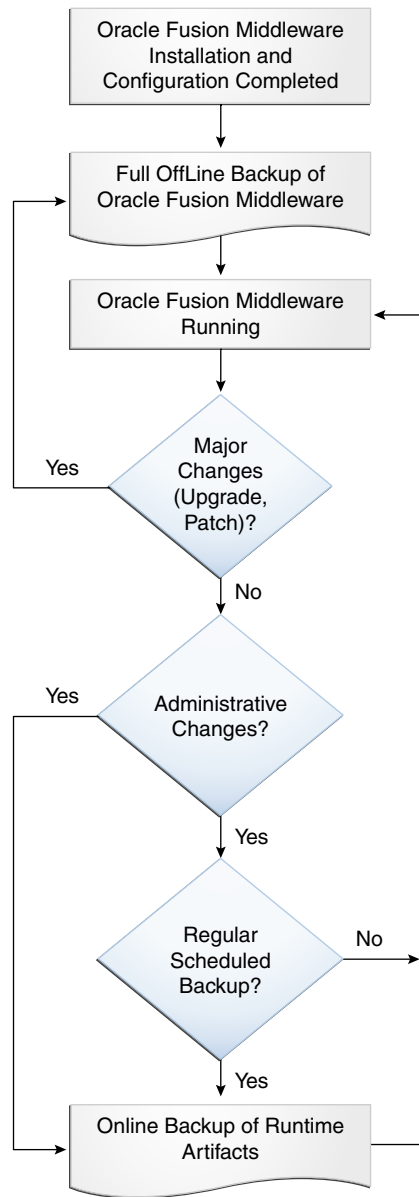 Oracle Fusion Middleware
Installation and
Configuration Completed
Full OffLine Backup of
Oracle Fusion Middleware
Oracle Fusion Middleware
Running
Major
Changes
(Upgrade,
Patch)?
Yes
No
Yes
Administrative
Changes?
Yes
Regular
Scheduled
Backup?
No
Yes
Online Backup of Runtime
Artifacts